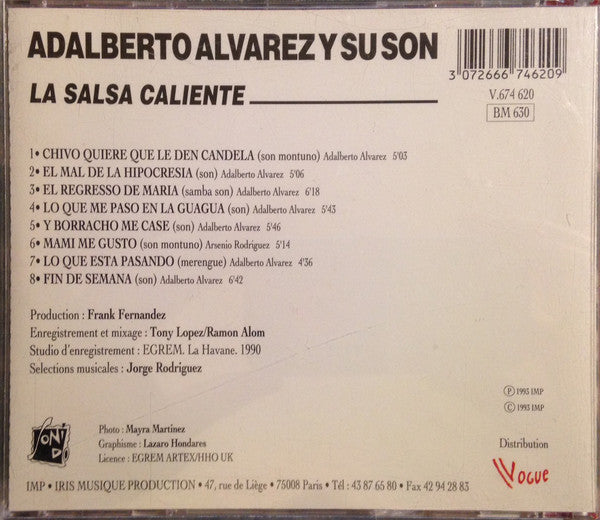 ADALBERTO ALVAREZ Y SU SON
LA SALSA CALIENTE
3 072666 746209
V.674 620
BM 630
1• CHIVO QUIERE QUE LE DEN CANDELA (son montuno) Adalberto Alvarez 5'03
2• EL MAL DE LA HIPOCRESIA (son) Adalberto Alvarez 5'06
3• EL REGRESSO DE MARIA (samba son) Adalberto Alvarez 6'18
4• LO QUE ME PASO EN LA GUAGUA (son) Adalberto Alvarez 5'43
5• Y BORRACHO ME CASE (son) Adalberto Alvarez 5'46
6• MAMI ME GUSTO (son montuno) Arsenio Rodriguez 5'14
7• LO QUE ESTA PASANDO (merengue) Adalberto Alvarez 4'36
8• FIN DE SEMANA (son) Adalberto Alvarez 6'42
Production : Frank Fernandez
Enregistrement et mixage : Tony Lopez/Ramon Alom
Studio d'enregistrement : EGREM. La Havane. 1990
Selections musicales : Jorge Rodriguez
Ⓟ 1993 IMP
© 1993 IMP
SONIDO
Photo : Mayra Martinez
Graphisme : Lazaro Hondares
Licence : EGREM ARTEX/HHO UK
Distribution
VOGUE
IMP • IRIS MUSIQUE PRODUCTION • 47, rue de Liège • 75008 Paris • Tél : 43 87 65 80 • Fax 42 94 28 83